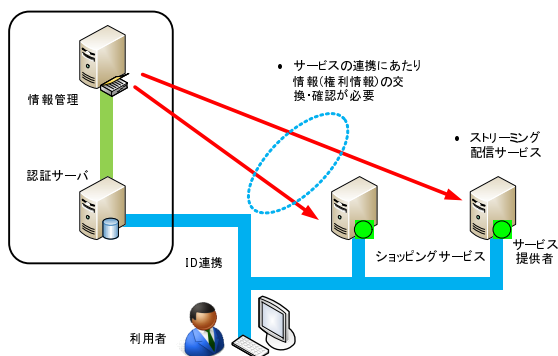 • サービスの連携にあたり
情報(権利情報)の交
換・確認が必要
情報管理
• ストリーミング
配信サービス
認証サーバ
ショッピングサービス
サービス
提供者
ID連携
利用者